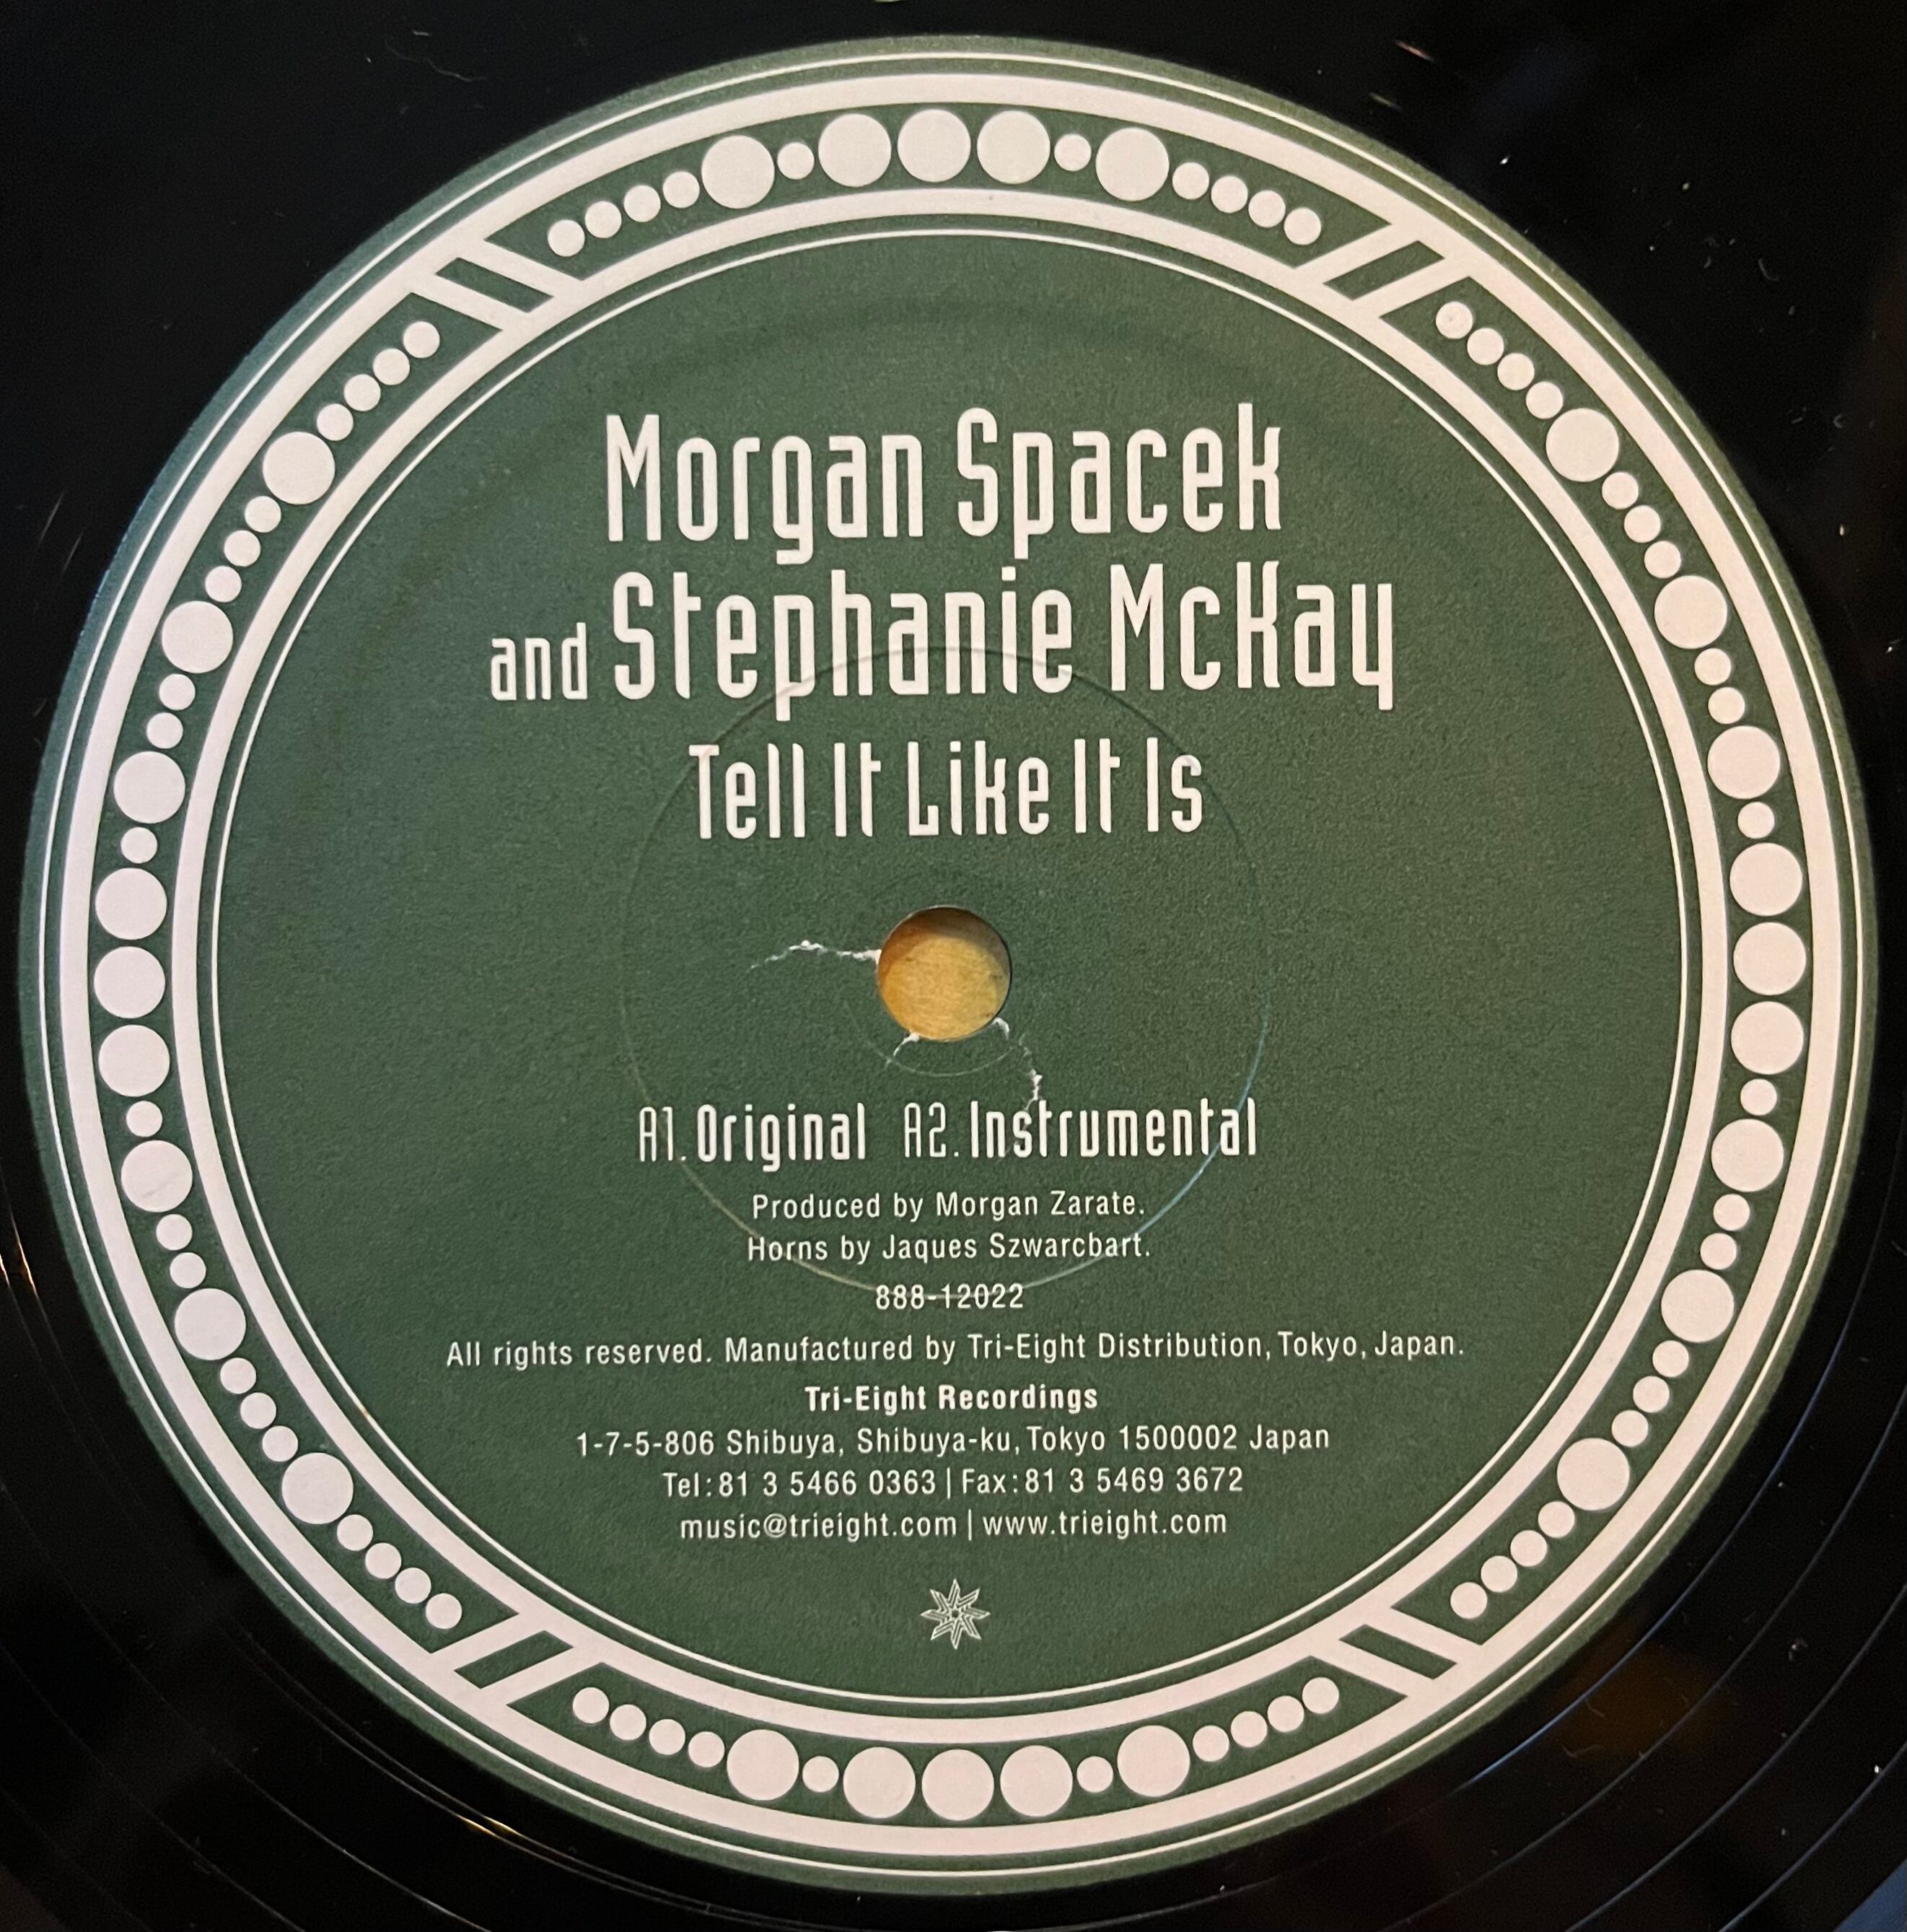 Morgan Spacek
and Stephanie McKay
Tell It Like It Is
A1. Original A2. Instrumental
Produced by Morgan Zarate.
Horns by Jaques Szwarcbart.
888-12022
All rights reserved. Manufactured by Tri-Eight Distribution, Tokyo, Japan.
Tri-Eight Recordings
1-7-5-806 Shibuya, Shibuya-ku, Tokyo 1500002 Japan
Tel: 81 3 5466 0363 | Fax: 81 3 5469 3672
music@trieight.com | www.trieight.com